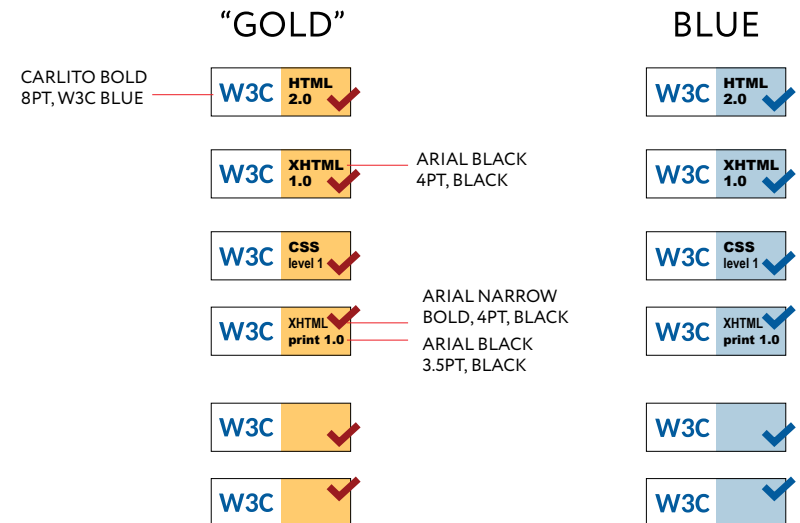 “GOLD”
BLUE
CARLITO BOLD
8PT, W3C BLUE
W3C
HTML
2.0
W3C
HTML
2.0
W3C
XHTML
1.0
ARIAL BLACK
4PT, BLACK
W3C
XHTML
1.0
W3C
CSS
level 1
W3C
CSS
level 1
W3C
XHTML
print 1.0
ARIAL NARROW
BOLD, 4PT, BLACK
ARIAL BLACK
3.5PT, BLACK
W3C
XHTML
print 1.0
W3C
W3C
W3C
W3C